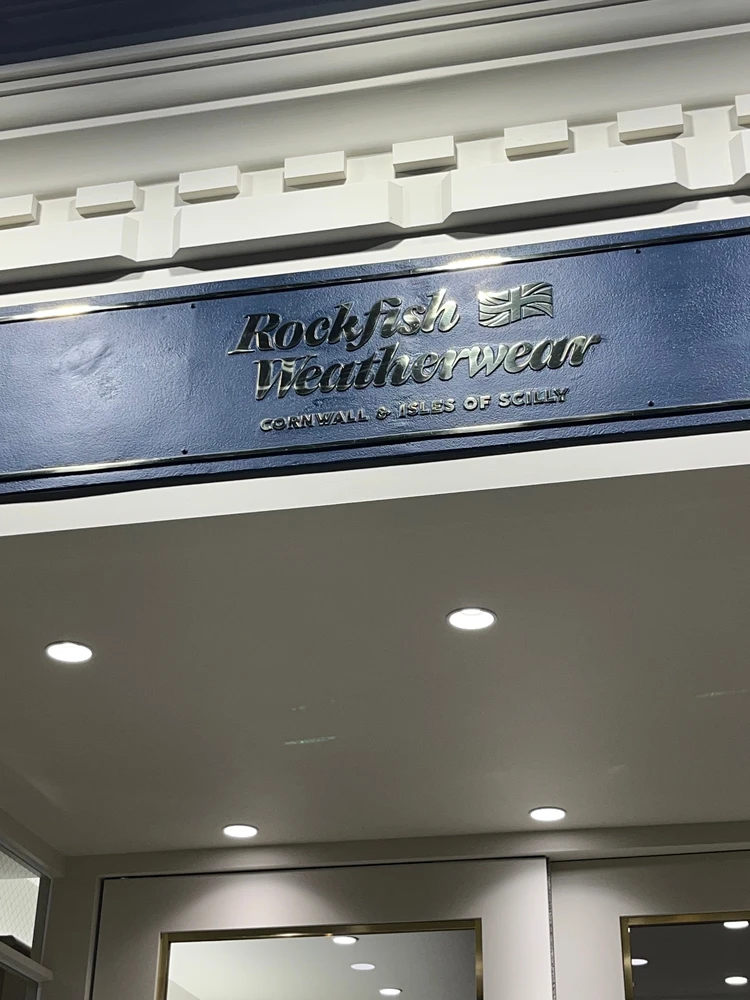 Rockfish
Weatherwear
CORNWALL & ISLES OF SCILLY